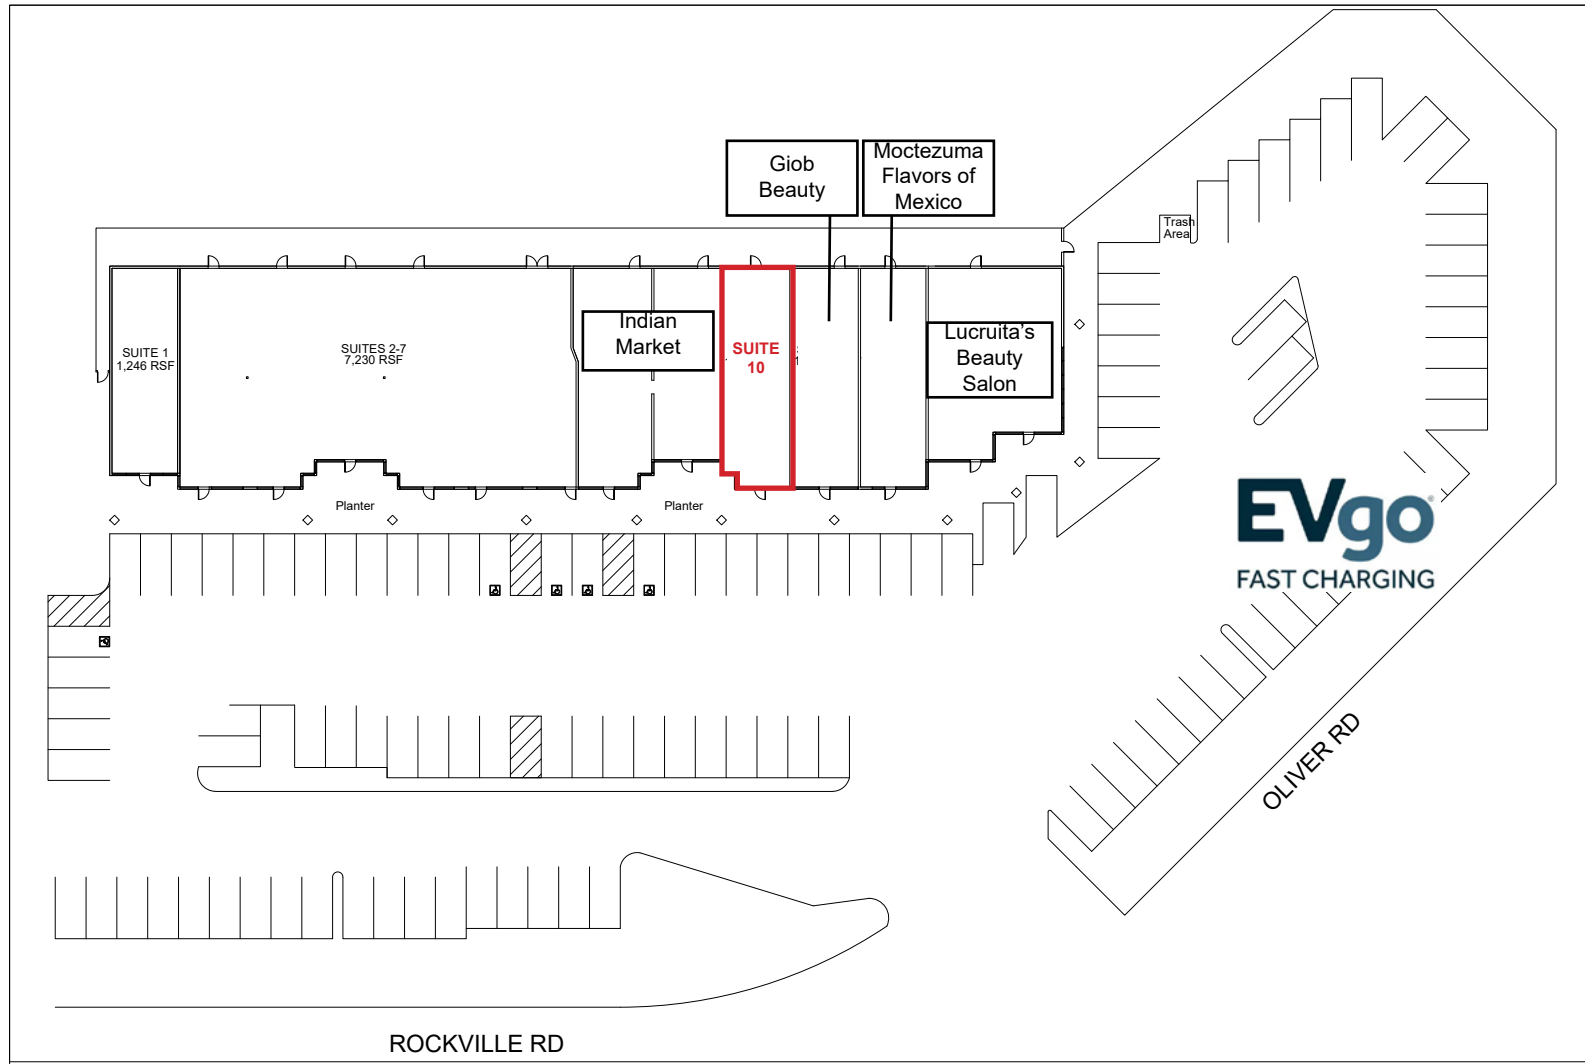 Giob
Beauty
Moctezuma
Flavors of
Mexico
Trash
Area
SUITE 1
1,246 RSF
SUITES 2-7
7,230 RSF
Indian
Market
SUITE
10
Lucruita's
Beauty
Salon
Planter
Planter
EVgo
FAST CHARGING
OLIVER RD
ROCKVILLE RD